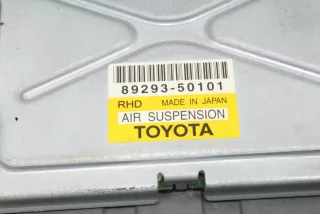 89293-50101
RHD MADE IN JAPAN
AIR SUSPENSION
TOYOTA